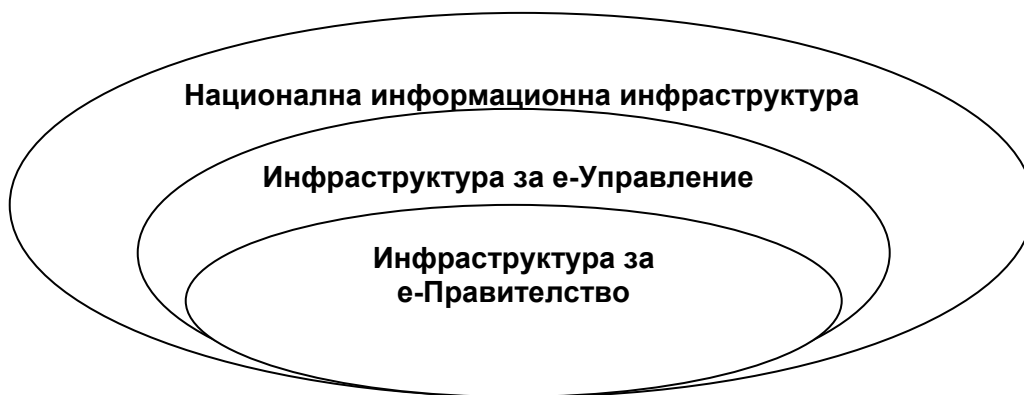 Национална информационна инфраструктура
Инфраструктура за е-Управление
Инфраструктура за
е-Правителство